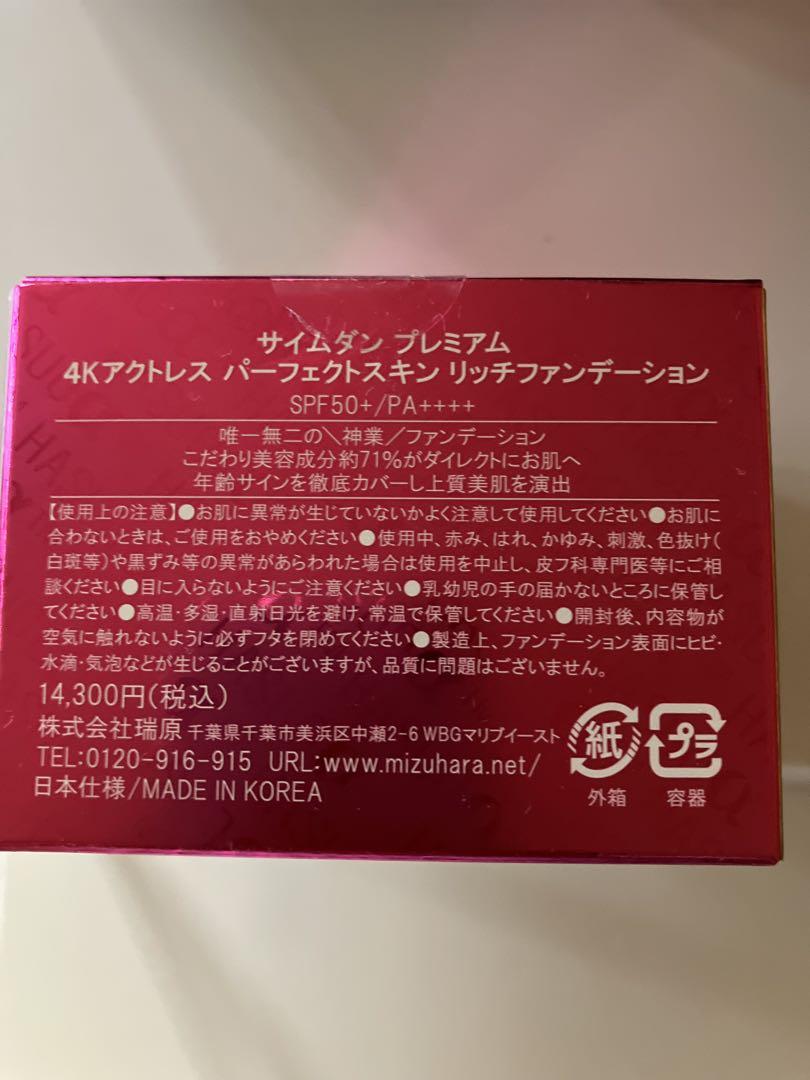 サイムダン プレミアム
4Kアクトレス パーフェクトスキン リッチファンデーション
SPF50+/PA++++
唯一無二の＼神業／ファンデーション
こだわり美容成分約71%がダイレクトにお肌へ
年齢サインを徹底カバーし上質美肌を演出
【使用上の注意】●お肌に異常が生じていないかよく注意して使用してください●お肌に
合わないときは、ご使用をおやめください●使用中、赤み、はれ、かゆみ、刺激、色抜け(
白斑等)や黒ずみ等の異常があらわれた場合は使用を中止し、皮フ科専門医等にご相
談ください●目に入らないようにご注意ください●乳幼児の手の届かないところに保管し
てください●高温・多湿・直射日光を避け、常温で保管してください●開封後、内容物が
空気に触れないように必ずフタを閉めてください●製造上、ファンデーション表面にヒビ・
水滴・気泡などが生じることがございますが、品質に問題はございません。
14,300円(税込)
株式会社瑞原 千葉県千葉市美浜区中瀬2-6 WBGマリブイースト
TEL:0120-916-915 URL:www.mizuhara.net/
日本仕様/MADE IN KOREA
紙
外箱
プラ
容器